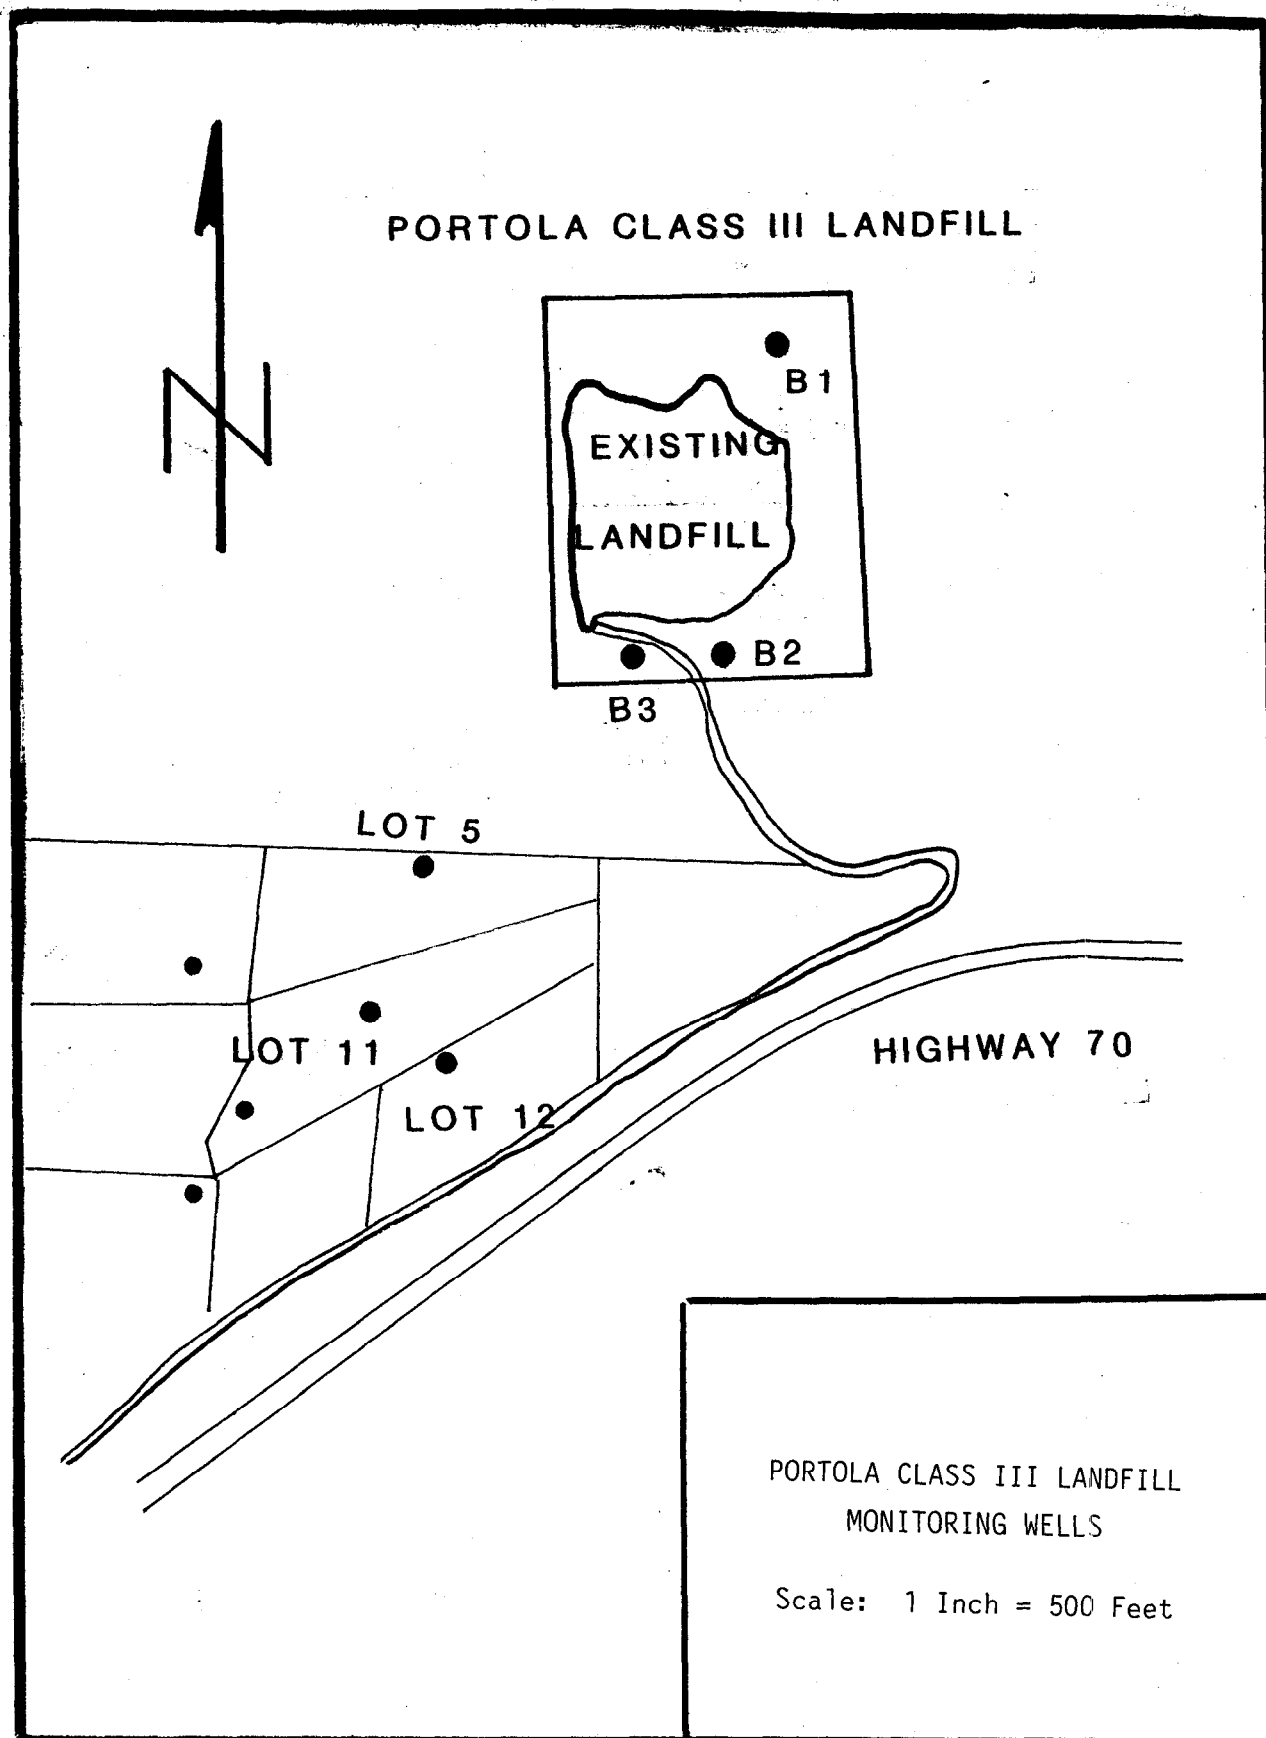 PORTOLA CLASS III LANDFILL
B1
EXISTING
LANDFILL
B2
B3
LOT 5
LOT 11
HIGHWAY 70
LOT 12
N
PORTOLA CLASS III LANDFILL
MONITORING WELLS
Scale: 1 Inch = 500 Feet